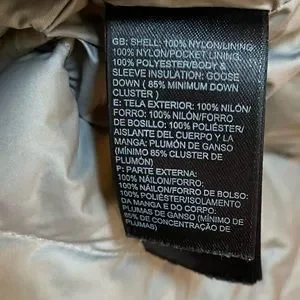 GB: SHELL: 100% NYLON/LINING:
100% NYLON/POCKET LINING:
100% POLYESTER/BODY &
SLEEVE INSULATION: GOOSE
DOWN ( 85% MINIMUM DOWN
CLUSTER )
E: TELA EXTERIOR: 100% NILÓN/
FORRO: 100% NILÓN/FORRO
DE BOLSILLO: 100% POLIÉSTER/
AISLANTE DEL CUERPO Y LA
MANGA: PLUMÓN DE GANSO
(MÍNIMO 85% CLUSTER DE
PLUMÓN)
P: PARTE EXTERNA:
100% NÁILON/FORRO:
100% NÁILON/FORRO DE BOLSO:
100% POLIÉSTER/ISOLAMENTO
DA MANGA E DO CORPO:
PLUMAS DE GANSO (MÍNIMO DE
85% DE CONCENTRAÇÃO DE
PLUMAS)